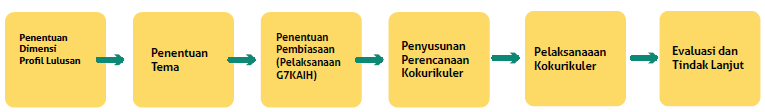 Penentuan
Dimensi
Profil Lulusan
Penentuan
Tema
Penentuan
Pembiasaan
(Pelaksanaan
G7KAIH)
Penyusunan
Perencanaan
Kokurikuler
Pelaksanaaan
Kokurikuler
Evaluasi dan
Tindak Lanjut